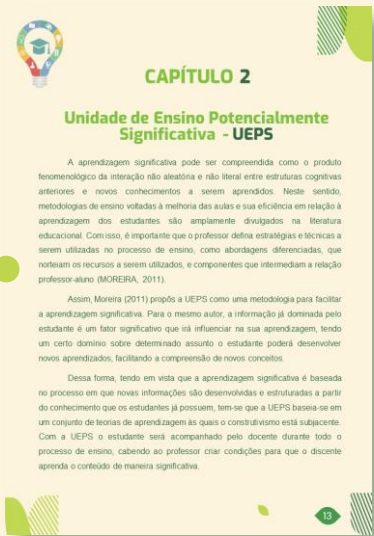 CAPÍTULO 2
Unidade de Ensino Potencialmente
Significativa - UEPS
A aprendizagem significativa pode ser compreendida como o produto
fenomenológico da interação não aleatória e não literal entre estruturas cognitivas
anteriores e novos conhecimentos a serem aprendidos. Neste sentido,
metodologias de ensino voltadas à melhoria das aulas e sua eficiência em relação à
aprendizagem dos estudantes são amplamente divulgados na literatura
educacional. Com isso, é importante que o professor defina estratégias e técnicas a
serem utilizadas no processo de ensino, como abordagens diferenciadas, que
norteiam os recursos a serem utilizados, e componentes que intermediam a relação
professor-aluno (MOREIRA, 2011).
Assim, Moreira (2011) propôs a UEPS como uma metodologia para facilitar
a aprendizagem significativa. Para o mesmo autor, a informação já dominada pelo
estudante é um fator significativo que irá influenciar na sua aprendizagem, tendo
um certo domínio sobre determinado assunto o estudante poderá desenvolver
novos aprendizados, facilitando a compreensão de novos conceitos.
Dessa forma, tendo em vista que a aprendizagem significativa é baseada
no processo em que novas informações são desenvolvidas e estruturadas a partir
do conhecimento que os estudantes já possuem, tem-se que a UEPS baseia-se em
um conjunto de teorias de aprendizagem às quais o construtivismo está subjacente.
Com a UEPS o estudante será acompanhado pelo docente durante todo o
processo de ensino, cabendo ao professor criar condições para que o discente
aprenda o conteúdo de maneira significativa.
13